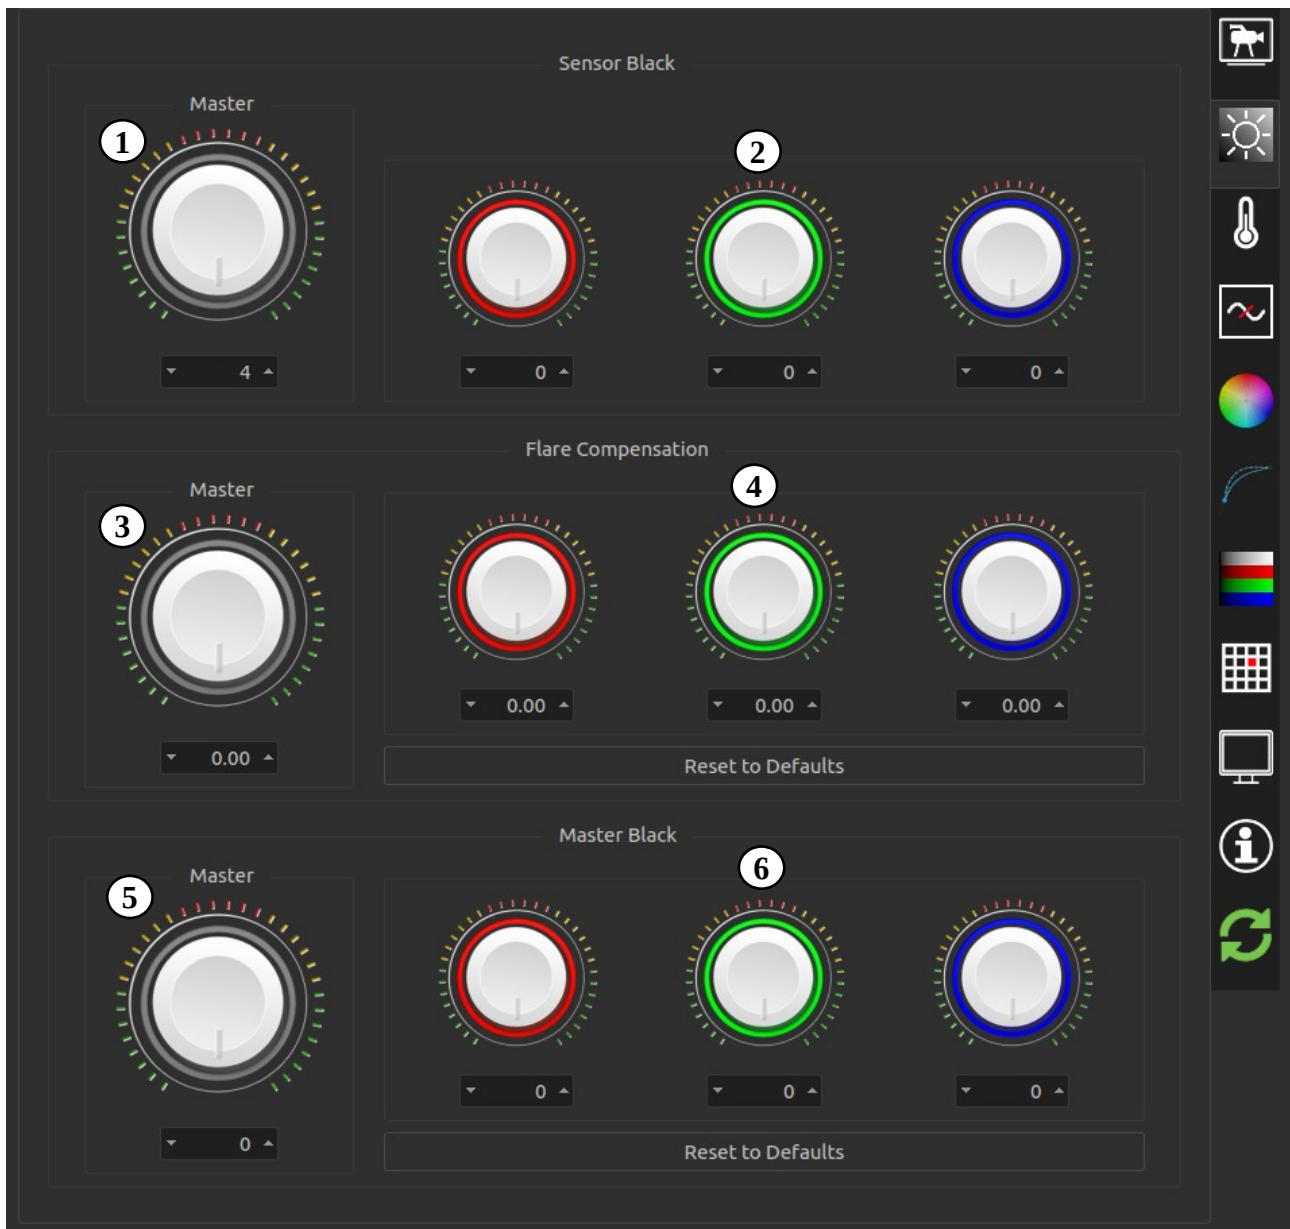 Sensor Black
Master
1
2
4
0
0
0
Flare Compensation
Master
3
4
0.00
0.00
0.00
0.00
Reset to Defaults
Master Black
Master
5
6
0
0
0
0
Reset to Defaults